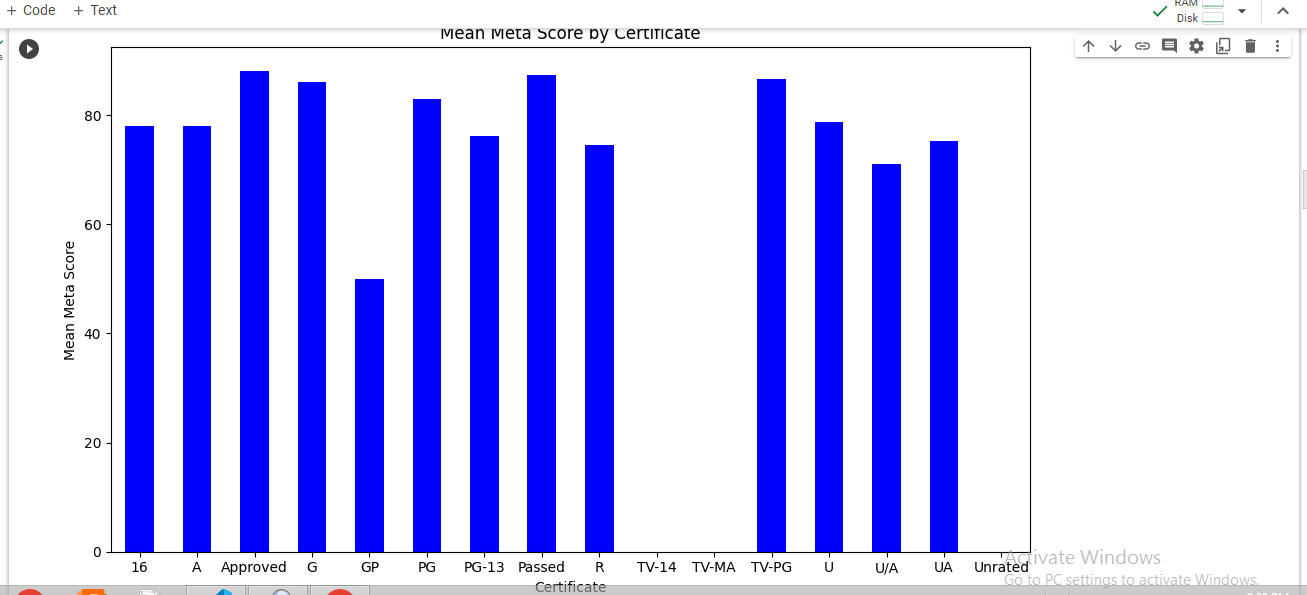 + Code + Text
RAM
Disk
Mean Meta Score by Certificate
80
60
40
20
0
Mean Meta Score
16 A Approved G GP PG PG-13 Passed R TV-14 TV-MA TV-PG U U/A UA Unrated
Certificate
Activate Windows
Go to PC settings to activate Windows.